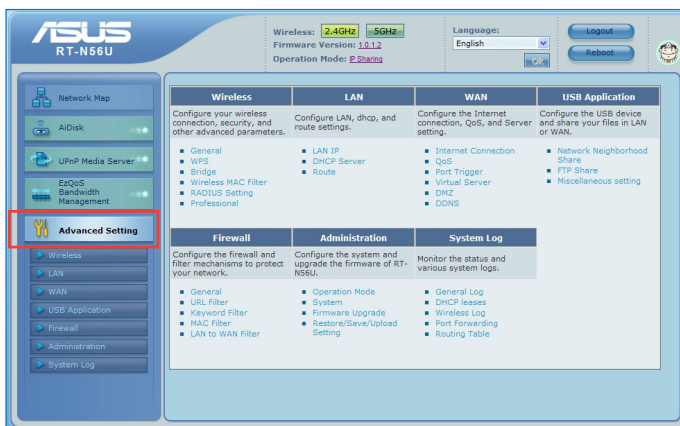 ASUS
RT-N56U
Wireless: 2.4GHz 5GHz
Firmware Version: 1.0.1.2
Operation Mode: IP Sharing
Language:
English
Ok
Logout
Reboot
Network Map
AiDisk
UPnP Media Server
EzQoS
Bandwidth
Management
Advanced Setting
Wireless
LAN
WAN
USB Application
Firewall
Administration
System Log
Wireless
Configure your wireless
connection, security, and
other advanced parameters.
General
WPS
Bridge
Wireless MAC Filter
RADIUS Setting
Professional
LAN
Configure LAN, dhcp, and
route settings.
LAN IP
DHCP Server
Route
WAN
Configure the Internet
connection, QoS, and Server
setting.
Internet Connection
QoS
Port Trigger
Virtual Server
DMZ
DDNS
USB Application
Configure the USB device
and share your files in LAN
or WAN.
Network Neighborhood
Share
FTP Share
Miscellaneous setting
Firewall
Configure the firewall and
filter mechanisms to protect
your network.
General
URL Filter
Keyword Filter
MAC Filter
LAN to WAN Filter
Administration
Configure the system and
upgrade the firmware of RT-
N56U.
Operation Mode
System
Firmware Upgrade
Restore/Save/Upload
Setting
System Log
Monitor the status and
various system logs.
General Log
DHCP leases
Wireless Log
Port Forwarding
Routing Table